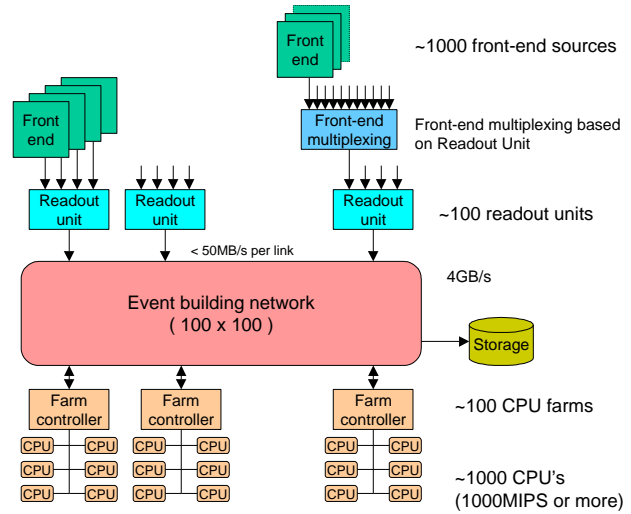 Front
end
~1000 front-end sources
Front
end
Front-end
multiplexing
Front-end multiplexing based
on Readout Unit
Readout
unit
Readout
unit
Readout
unit
~100 readout units
< 50MB/s per link
4GB/s
Event building network
( 100 x 100 )
Storage
Farm
controller
Farm
controller
Farm
controller
~100 CPU farms
CPU CPU CPU CPU CPU CPU
CPU CPU CPU CPU CPU CPU
CPU CPU CPU CPU CPU CPU
~1000 CPU's
(1000MIPS or more)